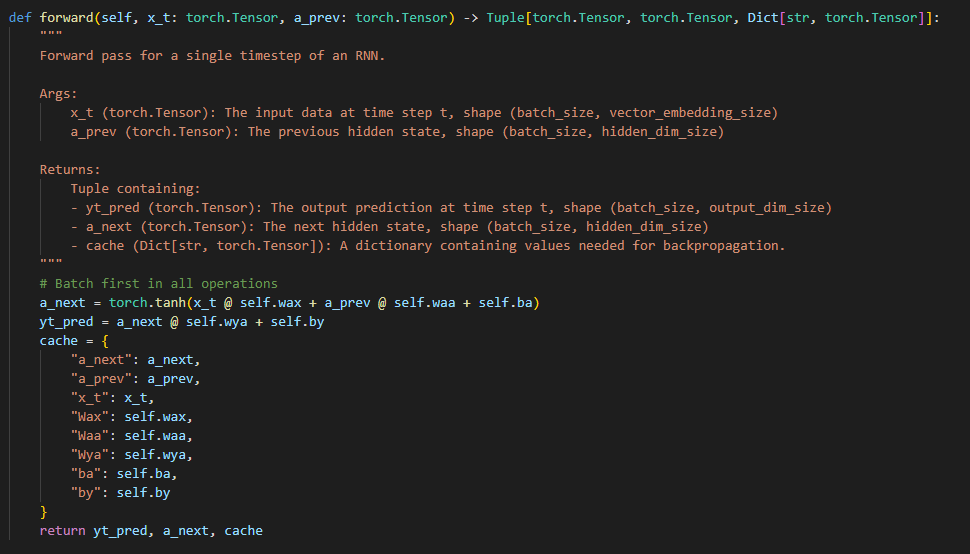 def forward(self, x_t: torch.Tensor, a_prev: torch.Tensor) -> Tuple[torch.Tensor, torch.Tensor, Dict[str, torch.Tensor]]:
    """
    Forward pass for a single timestep of an RNN.

    Args:
        x_t (torch.Tensor): The input data at time step t, shape (batch_size, vector_embedding_size)
        a_prev (torch.Tensor): The previous hidden state, shape (batch_size, hidden_dim_size)

    Returns:
        Tuple containing:
        - yt_pred (torch.Tensor): The output prediction at time step t, shape (batch_size, output_dim_size)
        - a_next (torch.Tensor): The next hidden state, shape (batch_size, hidden_dim_size)
        - cache (Dict[str, torch.Tensor]): A dictionary containing values needed for backpropagation.
    """
    # Batch first in all operations
    a_next = torch.tanh(x_t @ self.wax + a_prev @ self.waa + self.ba)
    yt_pred = a_next @ self.wya + self.by
    cache = {
        "a_next": a_next,
        "a_prev": a_prev,
        "x_t": x_t,
        "Wax": self.wax,
        "Waa": self.waa,
        "Wya": self.wya,
        "ba": self.ba,
        "by": self.by
    }
    return yt_pred, a_next, cache